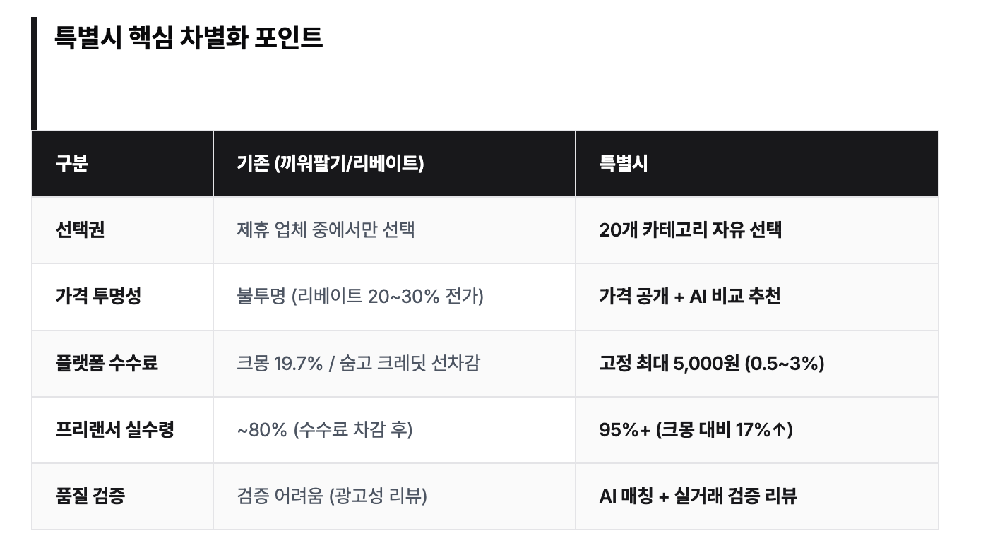 특별시 핵심 차별화 포인트
구분 기존 (끼워팔기/리베이트) 특별시
선택권 제휴 업체 중에서만 선택 20개 카테고리 자유 선택
가격 투명성 불투명 (리베이트 20~30% 전가) 가격 공개 + AI 비교 추천
플랫폼 수수료 크몽 19.7% / 숨고 크레딧 선차감 고정 최대 5,000원 (0.5~3%)
프리랜서 실수령 ~80% (수수료 차감 후) 95%+ (크몽 대비 17%↑)
품질 검증 검증 어려움 (광고성 리뷰) AI 매칭 + 실거래 검증 리뷰